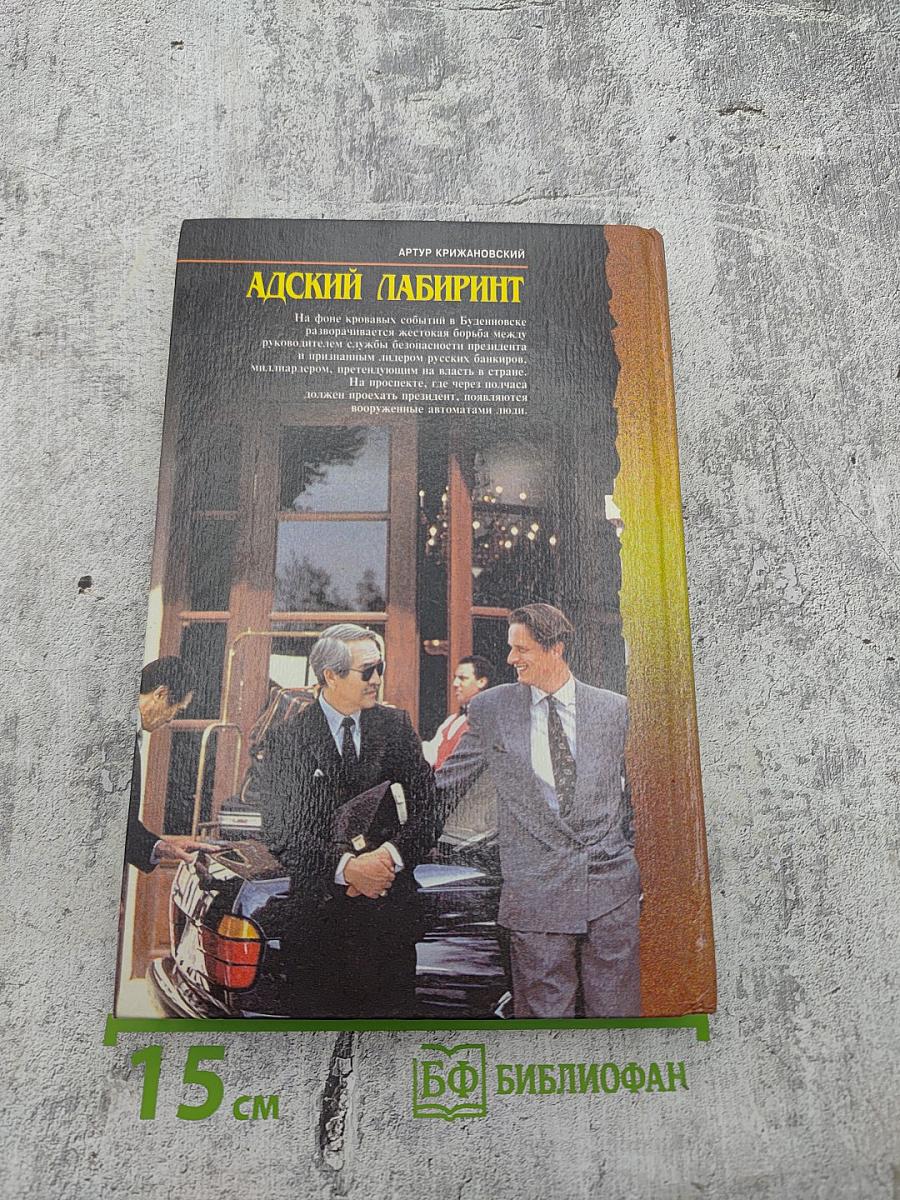 АРТУР КРИЖАНОВСКИЙ
АДСКИЙ ЛАБИРИНТ
На фоне кровавых событий в Буденновске
разворачивается жестокая борьба между
руководителем службы безопасности президента
и признанным лидером русских банкиров,
миллиардером, претендующим на власть в стране.
На проспекте, где через полчаса
должен проехать президент, появляются
вооруженные автоматами люди.
15 см
БФ БИБЛИОФАН